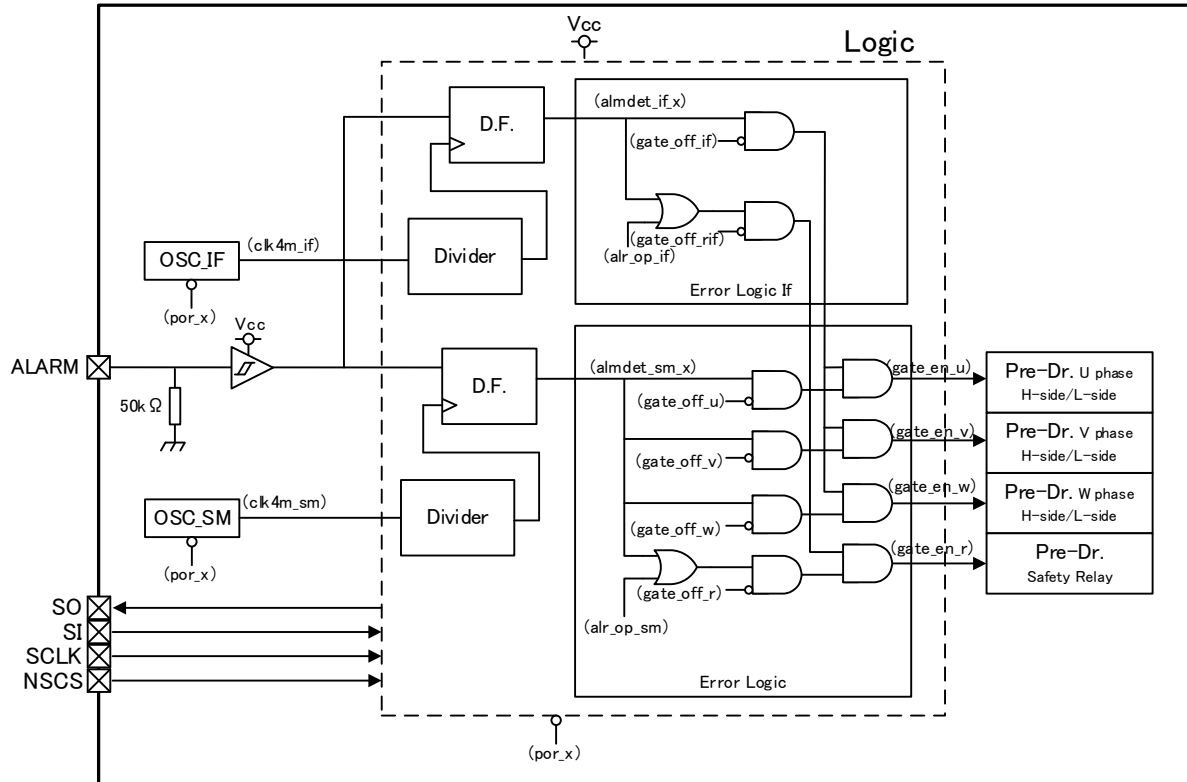 Vcc
Logic
(almdet_if_x)
D.F.
(gate_off_if)
(clk4m_if)
OSC_IF
Divider
(gate_off_rif)
(alr_op_if)
(por_x)
Error Logic If
Vcc
ALARM
50kΩ
D.F.
(almdet_sm_x)
(gate_off_u)
(gate_en_u)
Pre-Dr. U phase
H-side/L-side
(gate_off_v)
(gate_en_v)
Pre-Dr. V phase
H-side/L-side
(clk4m_sm)
OSC_SM
Divider
(gate_off_w)
(gate_en_w)
Pre-Dr. W phase
H-side/L-side
(por_x)
(gate_off_r)
(gate_en_r)
Pre-Dr.
Safety Relay
(alr_op_sm)
SO
SI
SCLK
NSCS
Error Logic
(por_x)